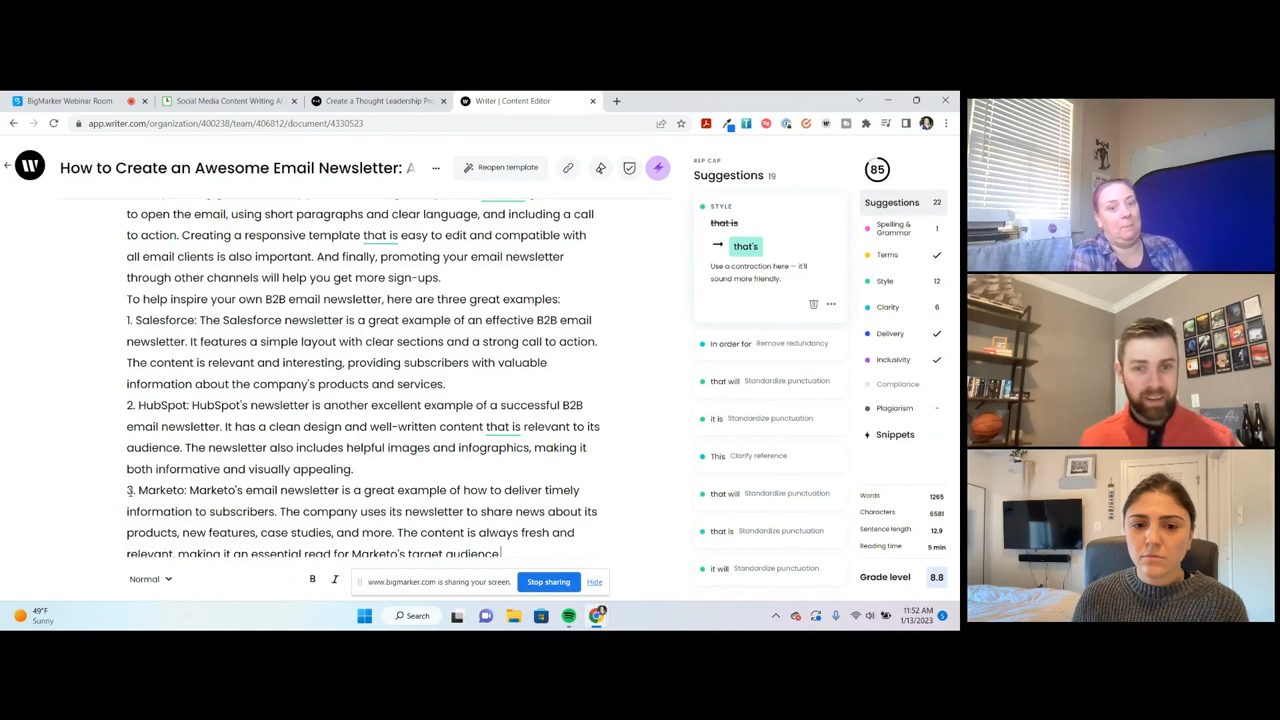 BigMarker Webinar Room
Social Media Content Writing AI
Create a Thought Leadership Pro
Writer | Content Editor
app.writer.com/organization/400238/team/406812/document/4330523
How to Create an Awesome Email Newsletter: A
Reopen template
to open the email, using short paragraphs and clear language, and including a call
to action. Creating a responsive template that is easy to edit and compatible with
all email clients is also important. And finally, promoting your email newsletter
through other channels will help you get more sign-ups.
To help inspire your own B2B email newsletter, here are three great examples:
1. Salesforce: The Salesforce newsletter is a great example of an effective B2B email
newsletter. It features a simple layout with clear sections and a strong call to action.
The content is relevant and interesting, providing subscribers with valuable
information about the company's products and services.
2. HubSpot: HubSpot's newsletter is another excellent example of a successful B2B
email newsletter. It has a clean design and well-written content that is relevant to its
audience. The newsletter also includes helpful images and infographics, making it
both informative and visually appealing.
3. Marketo: Marketo's email newsletter is a great example of how to deliver timely
information to subscribers. The company uses its newsletter to share news about its
products, new features, case studies, and more. The content is always fresh and
relevant, making it an essential read for Marketo's target audience
Normal
B I
www.bigmarker.com is sharing your screen.
Stop sharing
Hide
REP CAP
Suggestions 19
STYLE
that is
→ that's
Use a contraction here — it'll
sound more friendly.
In order for Remove redundancy
that will Standardize punctuation
it is Standardize punctuation
This Clarify reference
that will Standardize punctuation
that is Standardize punctuation
it will Standardize punctuation
85
Suggestions 22
Spelling &
Grammar 1
Terms
Style 12
Clarity 6
Delivery
Inclusivity
Compliance
Plagiarism -
Snippets
Words 1265
Characters 6581
Sentence length 12.9
Reading time 5 min
Grade level 8.8
49°F
Sunny
Search
11:52 AM
1/13/2023
5